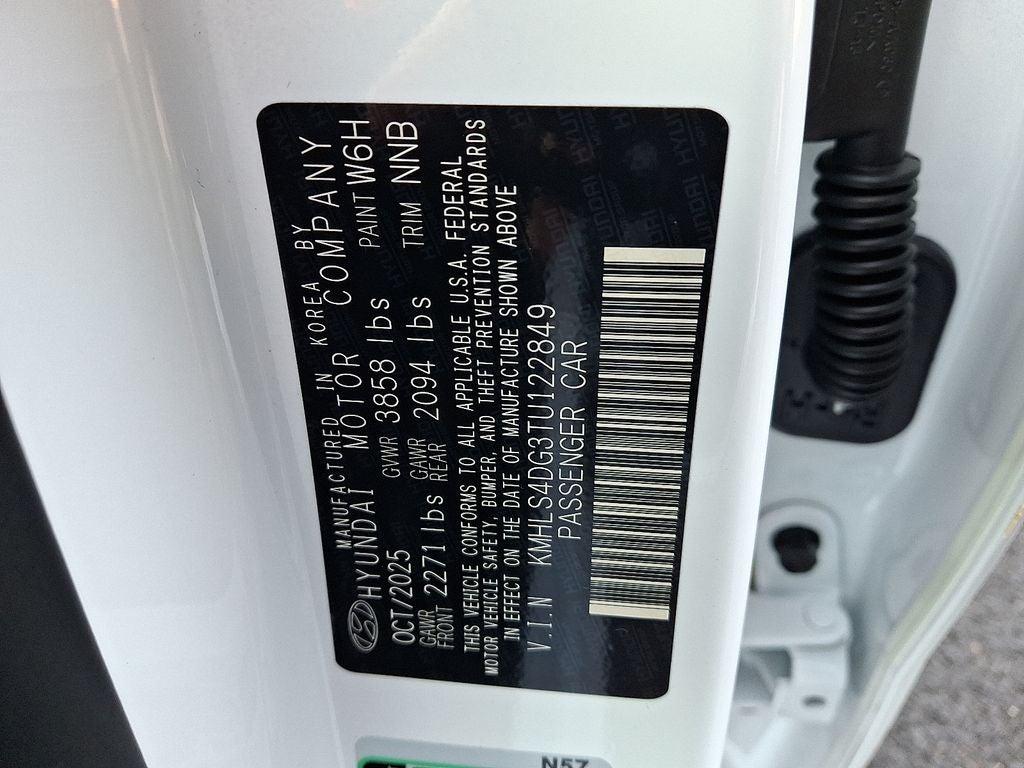 MANUFACTURED IN KOREA BY
HYUNDAI MOTOR COMPANY
OCT/2025 GVWR 3858 lbs PAINT W6H
GAWR FRONT 2271 lbs GAWR REAR 2094 lbs TRIM NNB
THIS VEHICLE CONFORMS TO ALL APPLICABLE U.S.A. FEDERAL
MOTOR VEHICLE SAFETY, BUMPER, AND THEFT PREVENTION STANDARDS
IN EFFECT ON THE DATE OF MANUFACTURE SHOWN ABOVE
V.I.N KMHLS4DG3TU122849
PASSENGER CAR
N57